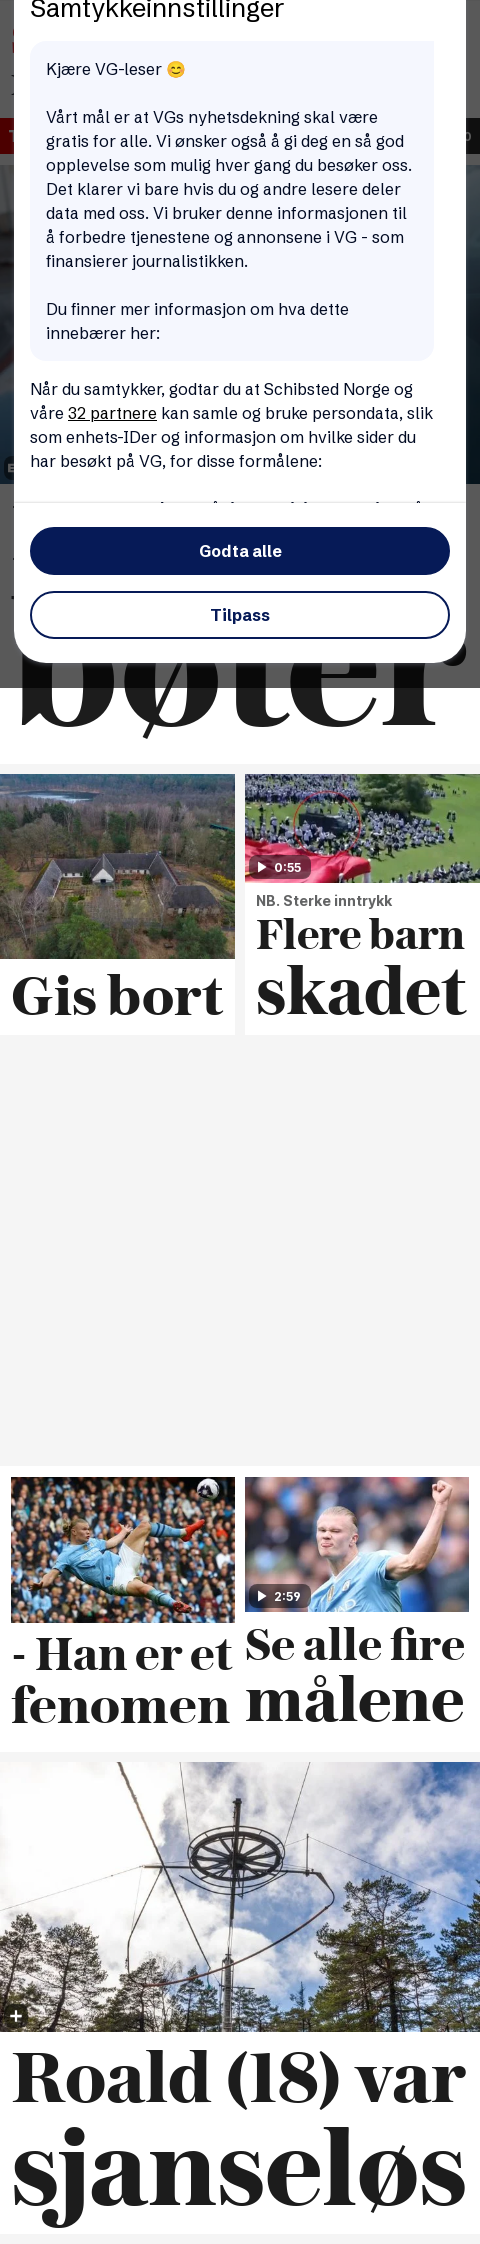 Samtykkeinnstillinger
Kjære VG-leser 😊
Vårt mål er at VGs nyhetsdekning skal være
gratis for alle. Vi ønsker også å gi deg en så god
opplevelse som mulig hver gang du besøker oss.
Det klarer vi bare hvis du og andre lesere deler
data med oss. Vi bruker denne informasjonen til
å forbedre tjenestene og annonsene i VG - som
finansierer journalistikken.
Du finner mer informasjon om hva dette
innebærer her:
Når du samtykker, godtar du at Schibsted Norge og
våre 32 partnere kan samle og bruke persondata, slik
som enhets-IDer og informasjon om hvilke sider du
har besøkt på VG, for disse formålene:
Godta alle
Tilpass
bøter
0:55
NB. Sterke inntrykk
Gis bort
Flere barn
skadet
2:59
- Han er et
fenomen
Se alle fire
målene
Roald (18) var
sjanseløs